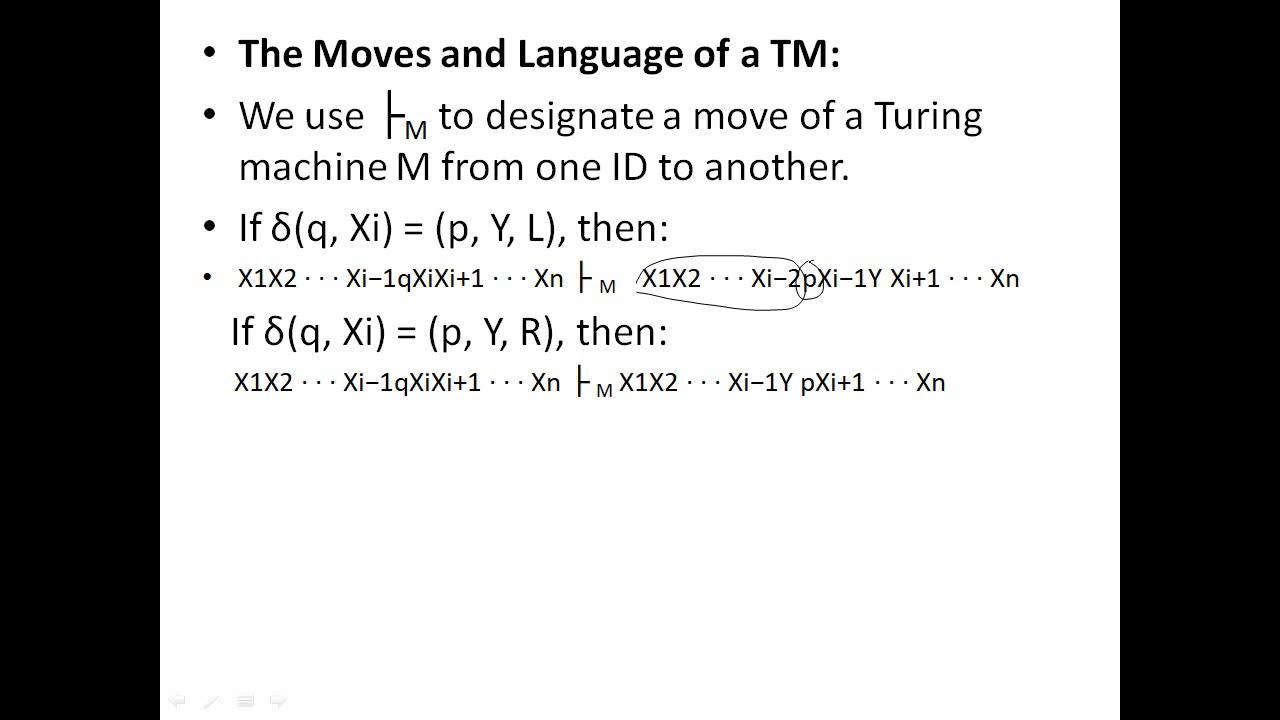 • The Moves and Language of a TM:
• We use ├M to designate a move of a Turing
machine M from one ID to another.
• If δ(q, Xi) = (p, Y, L), then:
• X1X2 · · · Xi−1qXiXi+1 · · · Xn ├ M X1X2 · · · Xi−2pXi−1Y Xi+1 · · · Xn
If δ(q, Xi) = (p, Y, R), then:
X1X2 · · · Xi−1qXiXi+1 · · · Xn ├ M X1X2 · · · Xi−1Y pXi+1 · · · Xn